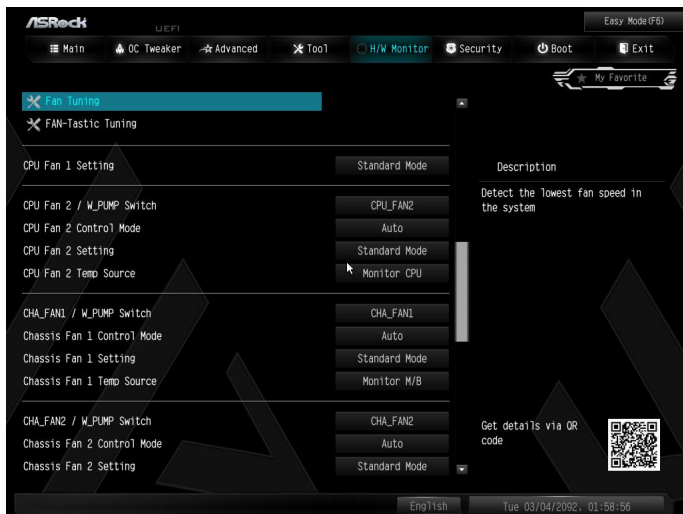 ASRock UEFI Easy Mode(F6)
Main OC Tweaker Advanced Tool H/W Monitor Security Boot Exit
My Favorite
Fan Tuning
FAN-Tastic Tuning
CPU Fan 1 Setting Standard Mode
CPU Fan 2 / W_PUMP Switch CPU_FAN2
CPU Fan 2 Control Mode Auto
CPU Fan 2 Setting Standard Mode
CPU Fan 2 Temp Source Monitor CPU
CHA_FAN1 / W_PUMP Switch CHA_FAN1
Chassis Fan 1 Control Mode Auto
Chassis Fan 1 Setting Standard Mode
Chassis Fan 1 Temp Source Monitor M/B
CHA_FAN2 / W_PUMP Switch CHA_FAN2
Chassis Fan 2 Control Mode Auto
Chassis Fan 2 Setting Standard Mode
Description
Detect the lowest fan speed in
the system
Get details via QR
code
English Tue 03/04/2092. 01:58:56